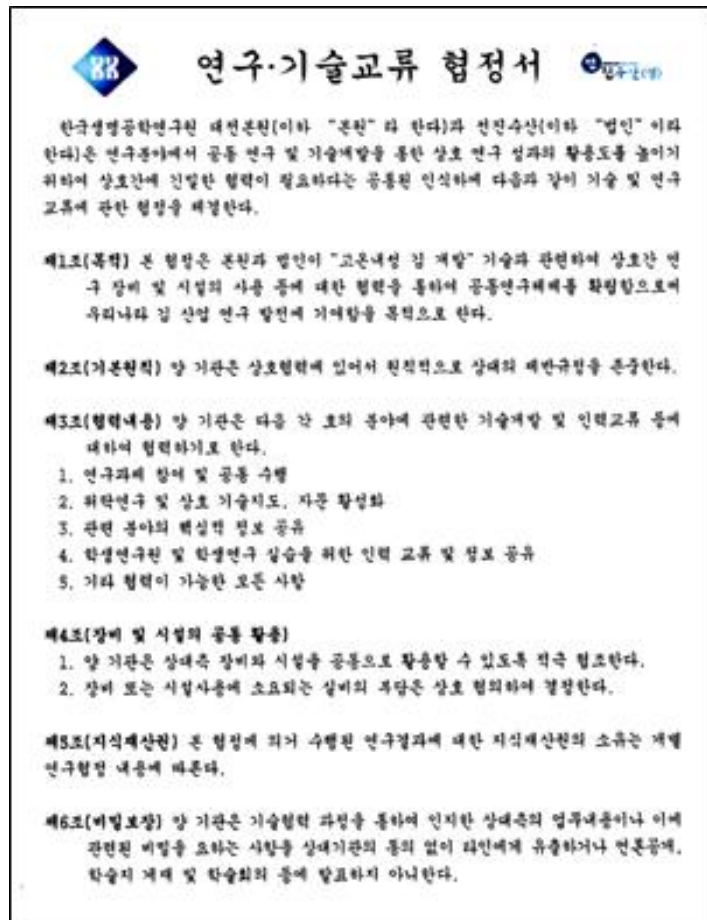 연구·기술교류 협정서
한국생명공학연구원 대전본원(이하 "본원" 라 한다)과 전진수산(이하 "법인" 이라
한다)은 연구분야에서 공동 연구 및 기술개발을 통한 상호 연구 성과의 활용도를 높이기
위하여 상호간에 긴밀한 협력이 필요하다는 공통된 인식하에 다음과 같이 기술 및 연구
교류에 관한 협정을 체결한다.
제1조(목적) 본 협정은 본원과 법인이 "고온내성 김 개발" 기술과 관련하여 상호간 연
구 장비 및 시설의 사용 등에 대한 협력을 통하여 공동연구체제를 확립함으로써
우리나라 김 산업 연구 발전에 기여함을 목적으로 한다.
제2조(기본원칙) 양 기관은 상호협력에 있어서 원칙적으로 상대의 제반규정을 존중한다.
제3조(협력내용) 양 기관은 다음 각 호의 분야에 관련한 기술개발 및 인력교류 등에
대하여 협력하기로 한다.
1. 연구과제 참여 및 공동 수행
2. 위탁연구 및 상호 기술지도, 자문 활성화
3. 관련 분야의 핵심적 정보 공유
4. 학생연구원 및 학생연구 실습을 위한 인력 교류 및 정보 공유
5. 기타 협력이 가능한 모든 사항
제4조(장비 및 시설의 공동 활용)
1. 양 기관은 상대측 장비와 시설을 공동으로 활용할 수 있도록 적극 협조한다.
2. 장비 또는 시설사용에 소요되는 실비의 부담은 상호 협의하여 결정한다.
제5조(지식재산권) 본 협정에 의거 수행된 연구결과에 대한 지식재산권의 소유는 개별
연구협정 내용에 따른다.
제6조(비밀보장) 양 기관은 기술협력 과정을 통하여 인지한 상대측의 업무내용이나 이에
관련된 비밀을 요하는 사항을 상대기관의 동의 없이 타인에게 유출하거나 언론공개,
학술지 게재 및 학술회의 등에 발표하지 아니한다.